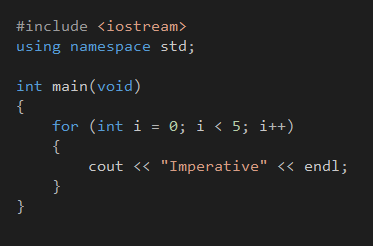 #include <iostream>
using namespace std;

int main(void)
{
    for (int i = 0; i < 5; i++)
    {
        cout << "Imperative" << endl;
    }
}